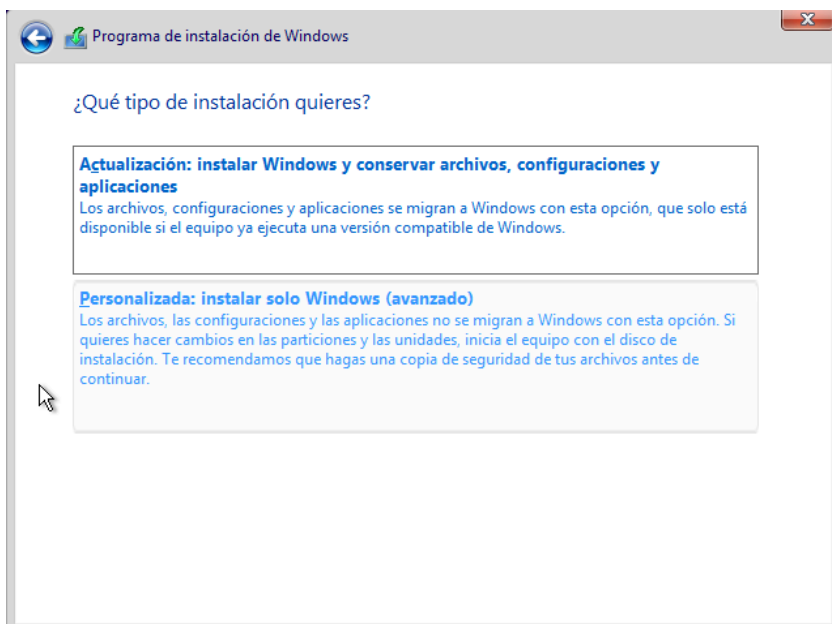 Programa de instalación de Windows
¿Qué tipo de instalación quieres?
Actualización: instalar Windows y conservar archivos, configuraciones y
aplicaciones
Los archivos, configuraciones y aplicaciones se migran a Windows con esta opción, que solo está
disponible si el equipo ya ejecuta una versión compatible de Windows.
Personalizada: instalar solo Windows (avanzado)
Los archivos, las configuraciones y las aplicaciones no se migran a Windows con esta opción. Si
quieres hacer cambios en las particiones y las unidades, inicia el equipo con el disco de
instalación. Te recomendamos que hagas una copia de seguridad de tus archivos antes de
continuar.